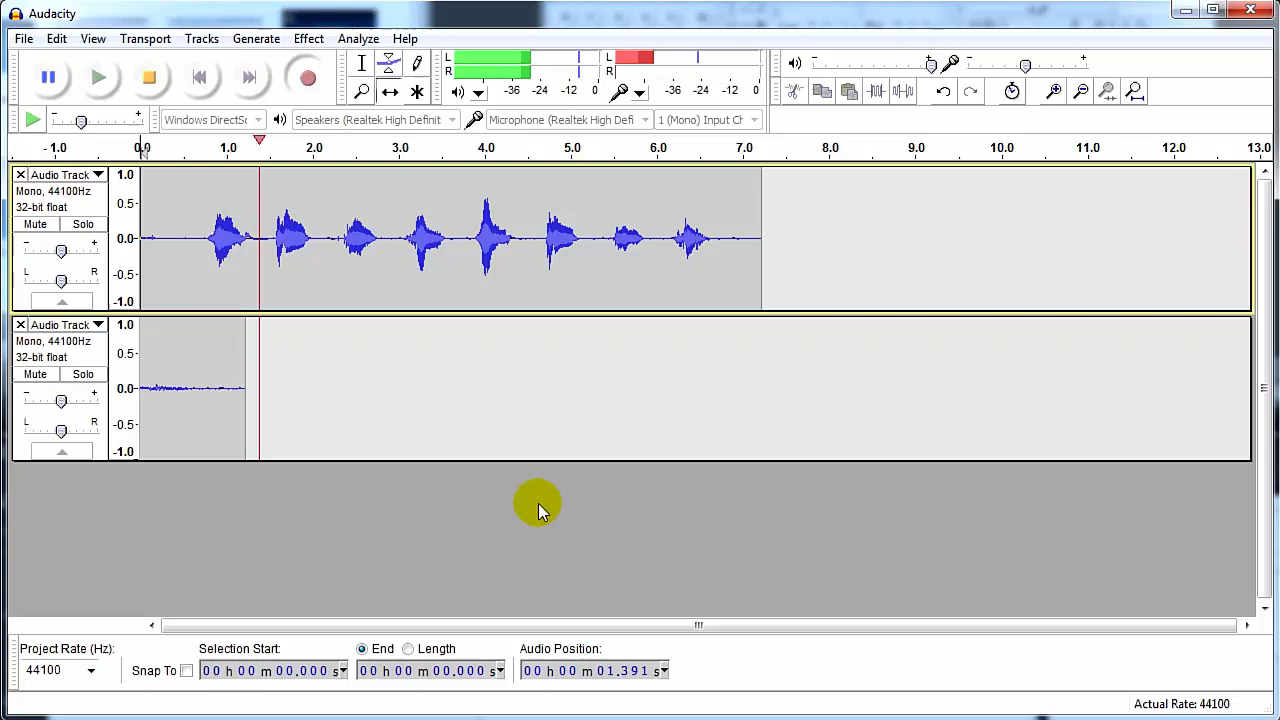 Audacity
File Edit View Transport Tracks Generate Effect Analyze Help
L
R
-36 -24 -12 0
L
R
-36 -24 -12 0
- + - +
- + Windows DirectSc Speakers (Realtek High Definit Microphone (Realtek High Defi 1 (Mono) Input C
- 1.0 0.0 1.0 2.0 3.0 4.0 5.0 6.0 7.0 8.0 9.0 10.0 11.0 12.0 13.0
Audio Track 1.0
Mono, 44100Hz
32-bit float 0.5
Mute Solo
- + 0.0
L R -0.5
-1.0
Audio Track 1.0
Mono, 44100Hz
32-bit float 0.5
Mute Solo
- + 0.0
L R -0.5
-1.0
Project Rate (Hz): Selection Start: End Length Audio Position:
44100 Snap To 00 h 00 m 00.000 s 00 h 00 m 00.000 s 00 h 00 m 01.391 s
Actual Rate: 44100